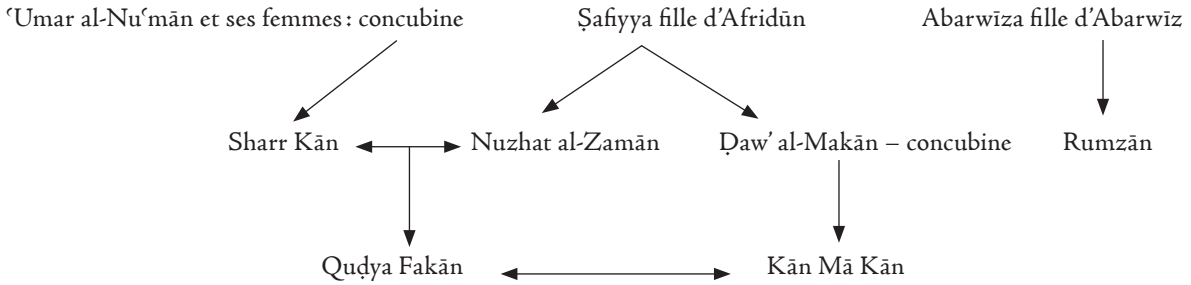 ʿUmar al-Nuʿmān et ses femmes : concubine Ṣafiyya fille d’Afridūn Abarwīza fille d’Abarwīz
Sharr Kān Nuzhat al-Zamān Ḍaw’ al-Makān – concubine Rumzān
Quḍya Fakān Kān Mā Kān